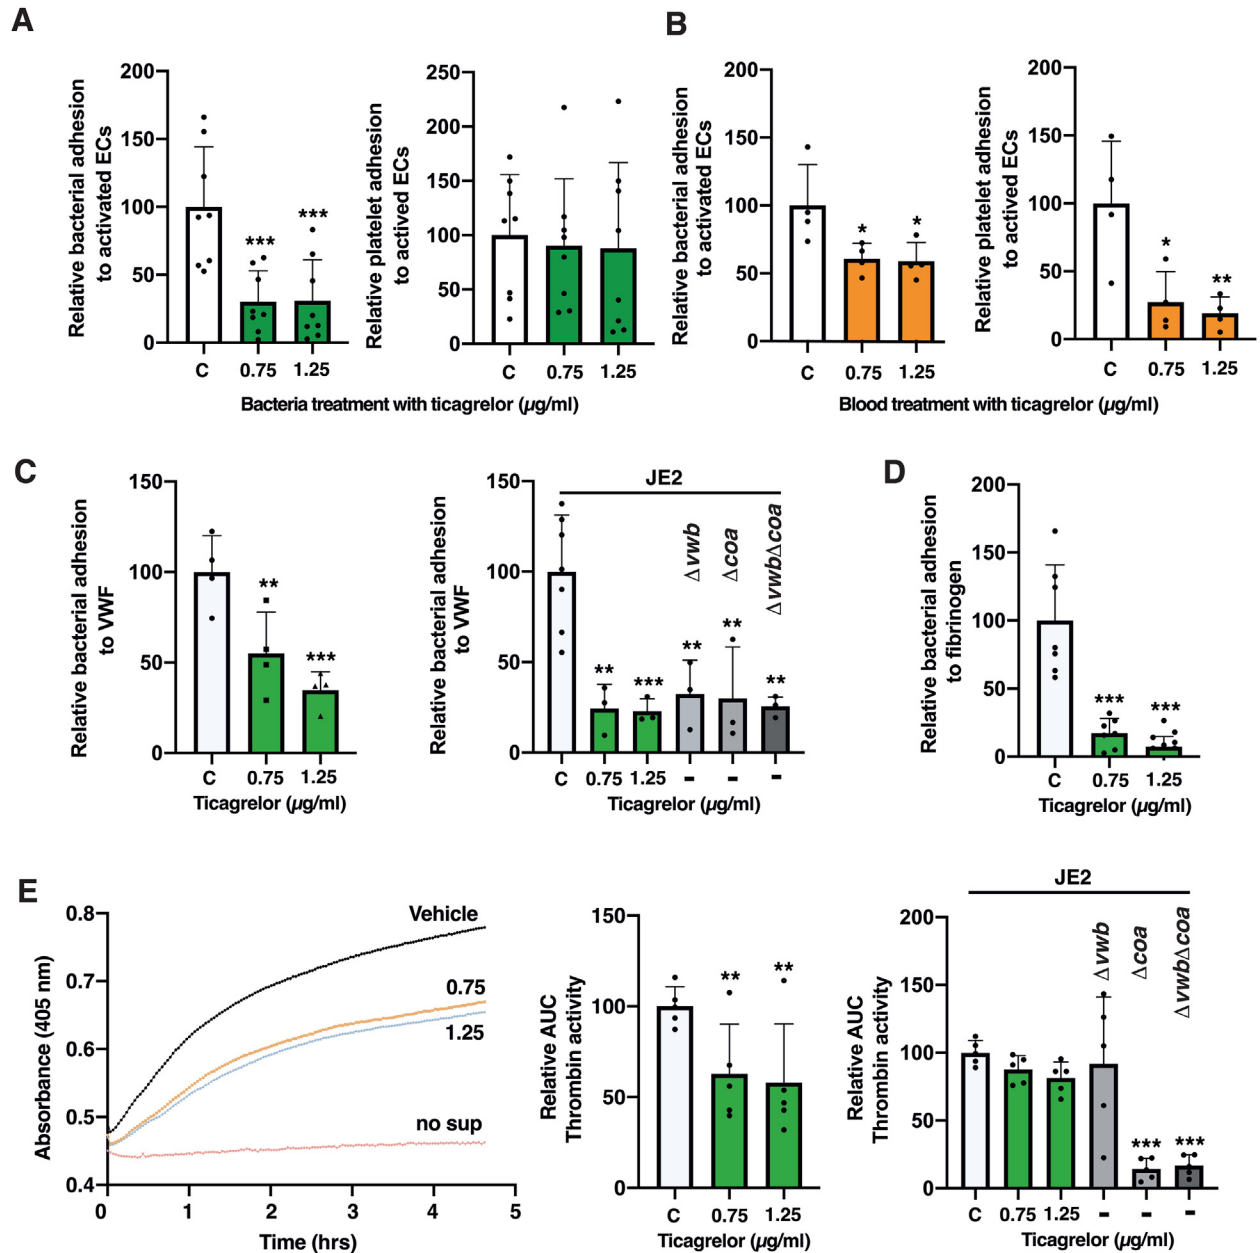 A
B
Relative bacterial adhesion
to activated ECs
200
150
100
50
0
***
***
C
0.75
1.25
Relative platelet adhesion
to actived ECs
250
200
150
100
50
0
C
0.75
1.25
Bacteria treatment with ticagrelor (µg/ml)
Relative bacterial adhesion
to activated ECs
200
150
100
50
0
*
*
C
0.75
1.25
Relative platelet adhesion
to actived ECs
200
150
100
50
0
*
**
C
0.75
1.25
Blood treatment with ticagrelor (µg/ml)
C
Relative bacterial adhesion
to VWF
150
100
50
0
**
***
C
0.75
1.25
Ticagrelor (µg/ml)
Relative bacterial adhesion
to VWF
150
100
50
0
JE2
Δvwb
Δcoa
ΔvwbΔcoa
**
***
**
**
**
C
0.75
1.25
-
-
-
Ticagrelor (µg/ml)
D
Relative bacterial adhesion
to fibrinogen
200
150
100
50
0
***
***
C
0.75
1.25
Ticagrelor (µg/ml)
E
Absorbance (405 nm)
0.8
0.7
0.6
0.5
0.4
Vehicle
0.75
1.25
no sup
0
1
2
3
4
5
Time (hrs)
Relative AUC
Thrombin activity
150
100
50
0
**
**
C
0.75
1.25
Ticagrelor (µg/ml)
Relative AUC
Thrombin activity
200
150
100
50
0
JE2
Δvwb
Δcoa
ΔvwbΔcoa
***
***
C
0.75
1.25
-
-
-
Ticagrelor (µg/ml)